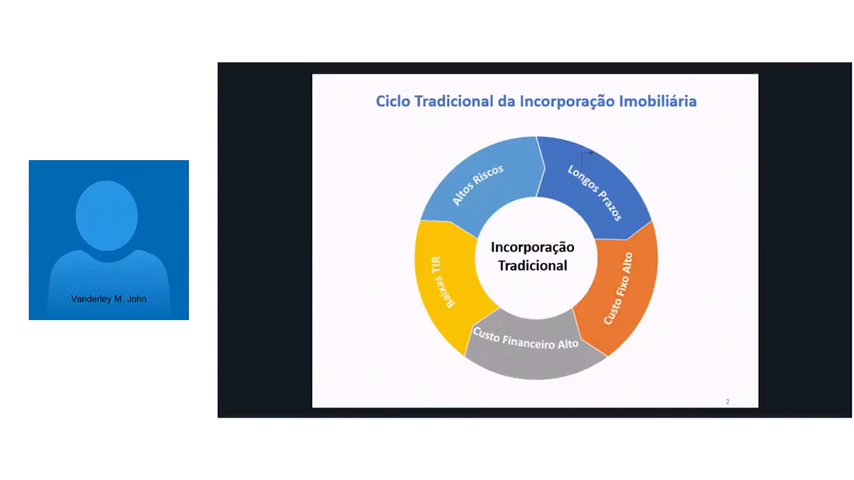 Ciclo Tradicional da Incorporação Imobiliária
Altos Riscos
Longos Prazos
Incorporação
Tradicional
Baixas TIR
Custo Fixo Alto
Custo Financeiro Alto
Vanderley M. John
2